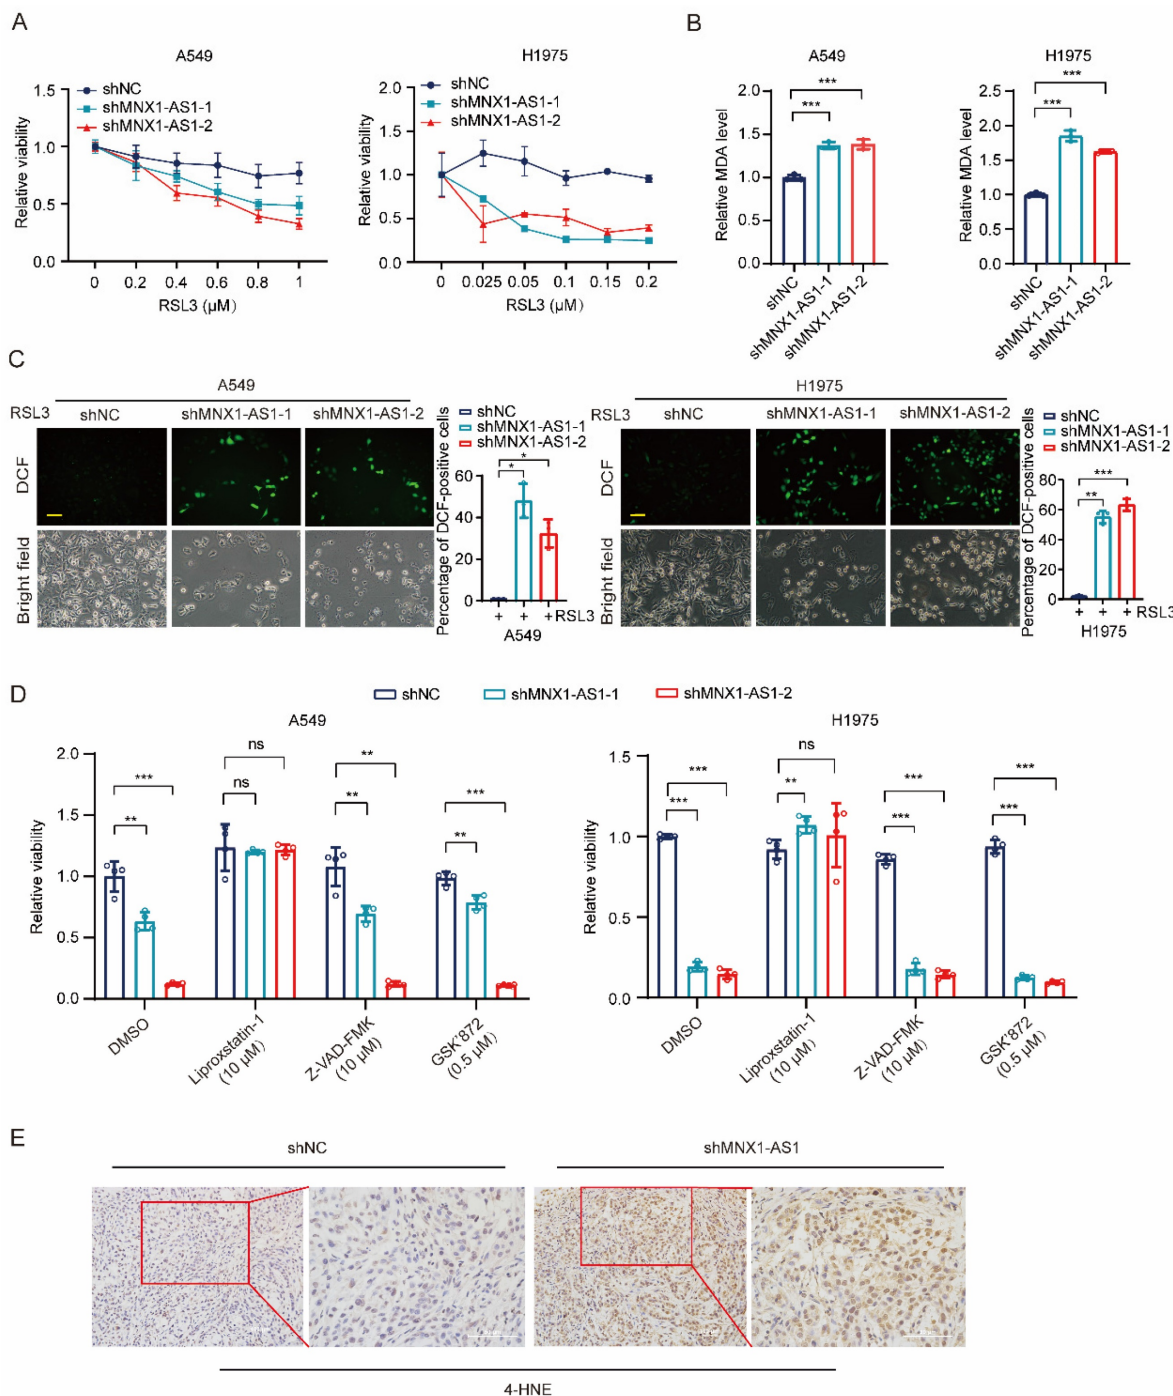 A
A549
1.5
1.0
0.5
0.0
Relative viability
shNC
shMNX1-AS1-1
shMNX1-AS1-2
0 0.2 0.4 0.6 0.8 1
RSL3 (μM)
H1975
2.0
1.5
1.0
0.5
0.0
Relative viability
shNC
shMNX1-AS1-1
shMNX1-AS1-2
0 0.025 0.05 0.1 0.15 0.2
RSL3 (μM)
B
A549
Relative MDA level
2.0
1.5
1.0
0.5
0.0
***
***
shNC
shMNX1-AS1-1
shMNX1-AS1-2
H1975
Relative MDA level
2.5
2.0
1.5
1.0
0.5
0.0
***
***
shNC
shMNX1-AS1-1
shMNX1-AS1-2
C
A549
RSL3 shNC shMNX1-AS1-1 shMNX1-AS1-2
DCF
Bright field
shNC
shMNX1-AS1-1
shMNX1-AS1-2
Percentage of DCF-positive cells
60
40
20
0
*
*
+ + + RSL3
A549
H1975
RSL3 shNC shMNX1-AS1-1 shMNX1-AS1-2
DCF
Bright field
shNC
shMNX1-AS1-1
shMNX1-AS1-2
Percentage of DCF-positive cells
80
60
40
20
0
***
**
+ + + RSL3
H1975
D
shNC shMNX1-AS1-1 shMNX1-AS1-2
A549
Relative viability
2.0
1.5
1.0
0.5
0.0
***
**
ns
ns
**
**
***
**
DMSO
Liproxstatin-1
(10 μM)
Z-VAD-FMK
(10 μM)
GSK'872
(0.5 μM)
H1975
Relative viability
1.5
1.0
0.5
0.0
***
***
ns
**
***
***
***
***
DMSO
Liproxstatin-1
(10 μM)
Z-VAD-FMK
(10 μM)
GSK'872
(0.5 μM)
E
shNC shMNX1-AS1
4-HNE